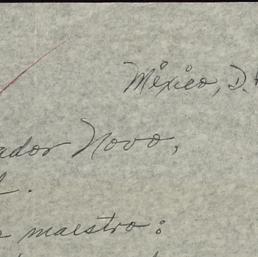 México, D.
ador Novo,
maestro: